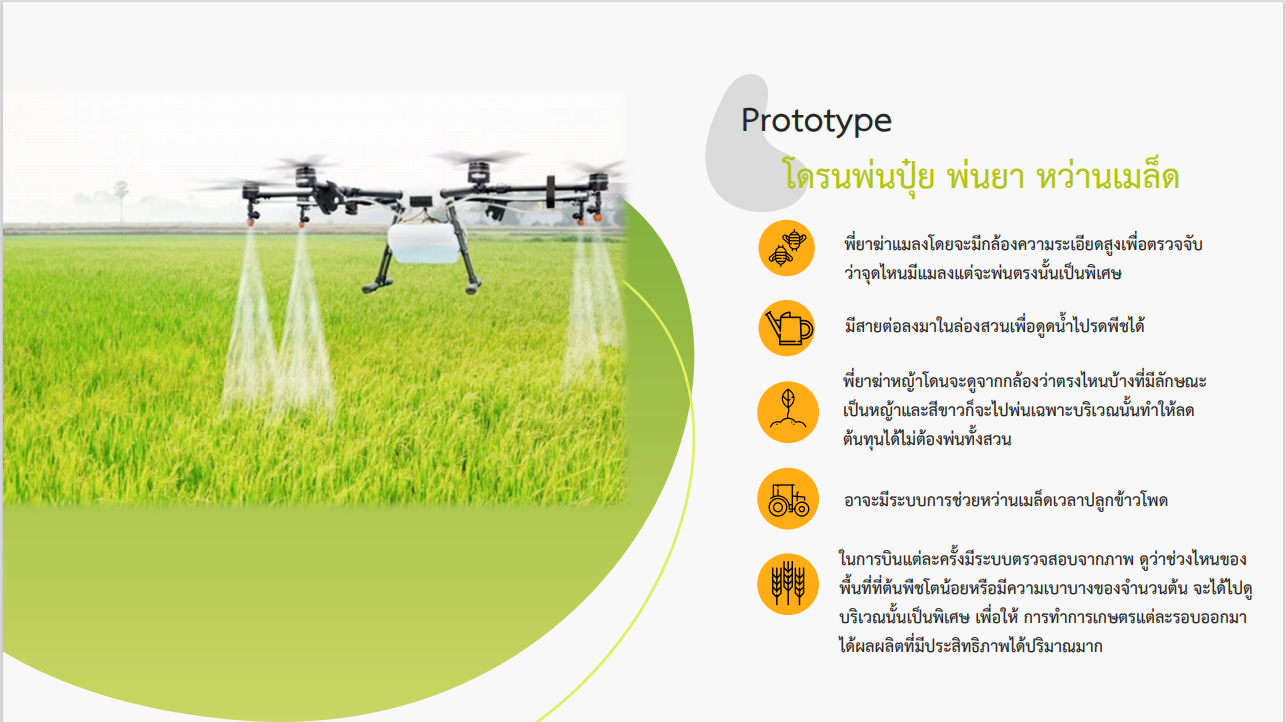 Prototype
โดรนพ่นปุ๋ย พ่นยา หว่านเมล็ด
พี่ยาฆ่าแมลงโดยจะมีกล้องความระเอียดสูงเพื่อตรวจจับ
ว่าจุดไหนมีแมลงแต่จะพ่นตรงนั้นเป็นพิเศษ
มีสายต่อลงมาในล่องสวนเพื่อดูดน้ำไปรดพืชได้
พี่ยาฆ่าหญ้าโดนจะดูจากกล้องว่าตรงไหนบ้างที่มีลักษณะ
เป็นหญ้าและสีขาวก็จะไปพ่นเฉพาะบริเวณนั้นทำให้ลด
ต้นทุนได้ไม่ต้องพ่นทั้งสวน
อาจะมีระบบการช่วยหว่านเมล็ดเวลาปลูกข้าวโพด
ในการบินแต่ละครั้งมีระบบตรวจสอบจากภาพ ดูว่าช่วงไหนของ
พื้นที่ที่ต้นพืชโตน้อยหรือมีความเบาบางของจำนวนต้น จะได้ไปดู
บริเวณนั้นเป็นพิเศษ เพื่อให้ การทำการเกษตรแต่ละรอบออกมา
ได้ผลผลิตที่มีประสิทธิภาพได้ปริมาณมาก